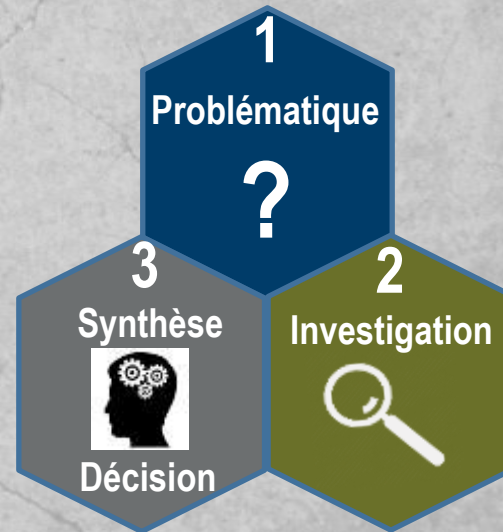 1
Problématique
?
3
Synthèse
Décision
2
Investigation